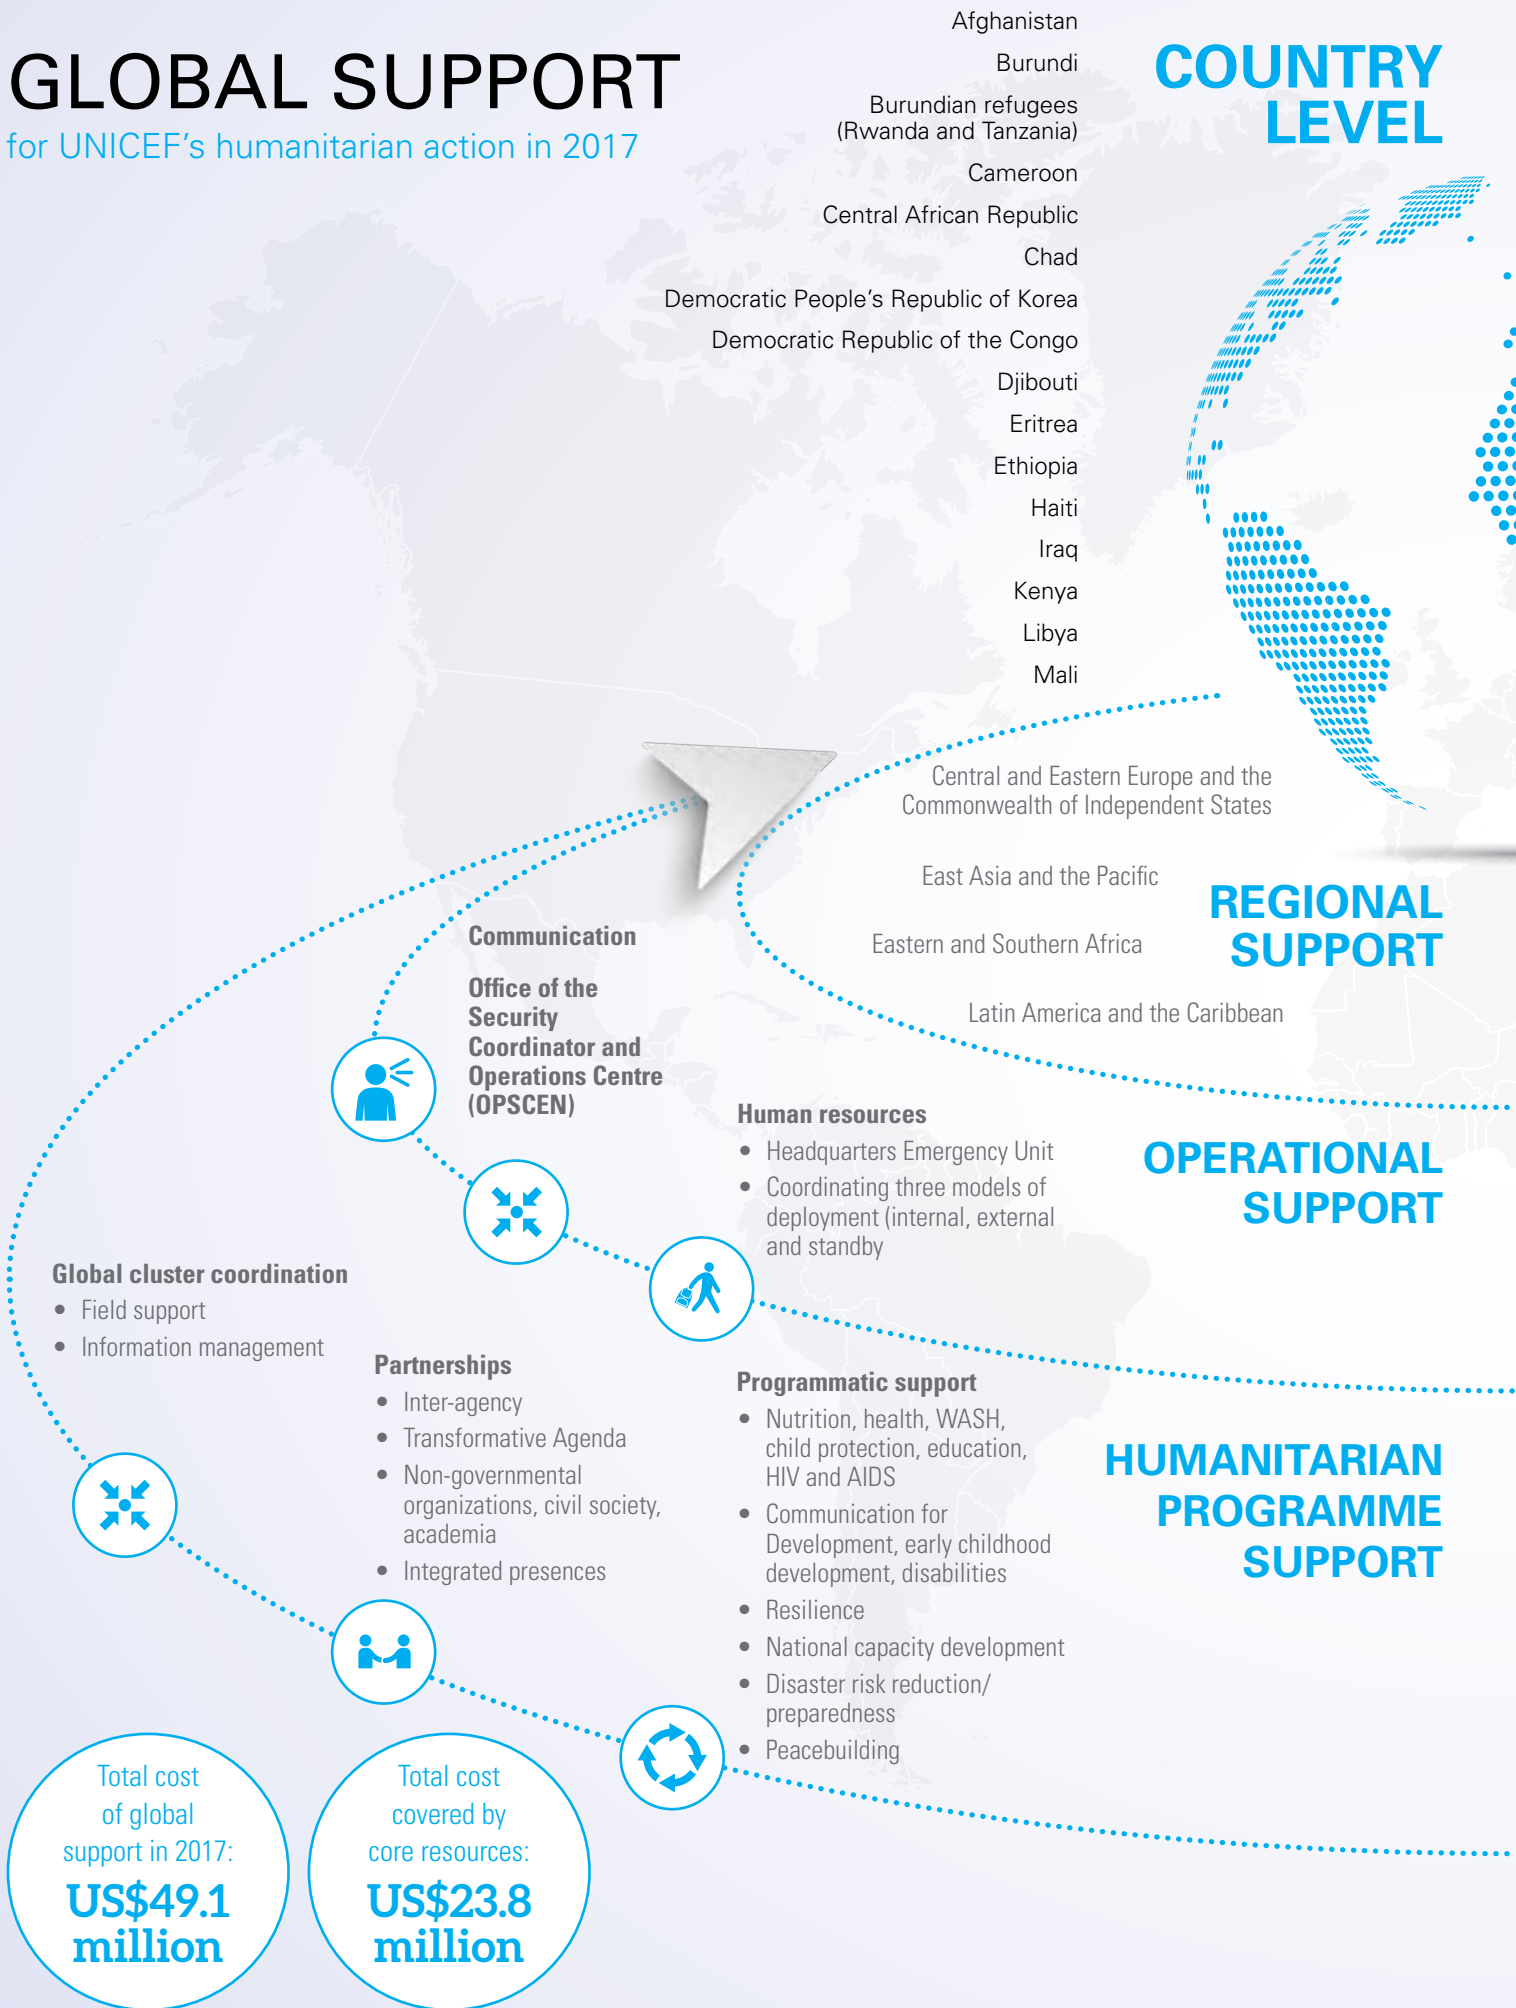 GLOBAL SUPPORT
for UNICEF's humanitarian action in 2017
COUNTRY
LEVEL
Afghanistan
Burundi
Burundian refugees
(Rwanda and Tanzania)
Cameroon
Central African Republic
Chad
Democratic People's Republic of Korea
Democratic Republic of the Congo
Djibouti
Eritrea
Ethiopia
Haiti
Iraq
Kenya
Libya
Mali
REGIONAL
SUPPORT
Central and Eastern Europe and the
Commonwealth of Independent States
East Asia and the Pacific
Eastern and Southern Africa
Latin America and the Caribbean
OPERATIONAL
SUPPORT
Communication
Office of the
Security
Coordinator and
Operations Centre
(OPSCEN)
Human resources
• Headquarters Emergency Unit
• Coordinating three models of
deployment (internal, external
and standby
HUMANITARIAN
PROGRAMME
SUPPORT
Global cluster coordination
• Field support
• Information management
Partnerships
• Inter-agency
• Transformative Agenda
• Non-governmental
organizations, civil society,
academia
• Integrated presences
Programmatic support
• Nutrition, health, WASH,
child protection, education,
HIV and AIDS
• Communication for
Development, early childhood
development, disabilities
• Resilience
• National capacity development
• Disaster risk reduction/
preparedness
• Peacebuilding
Total cost
of global
support in 2017:
US$49.1
million
Total cost
covered by
core resources:
US$23.8
million